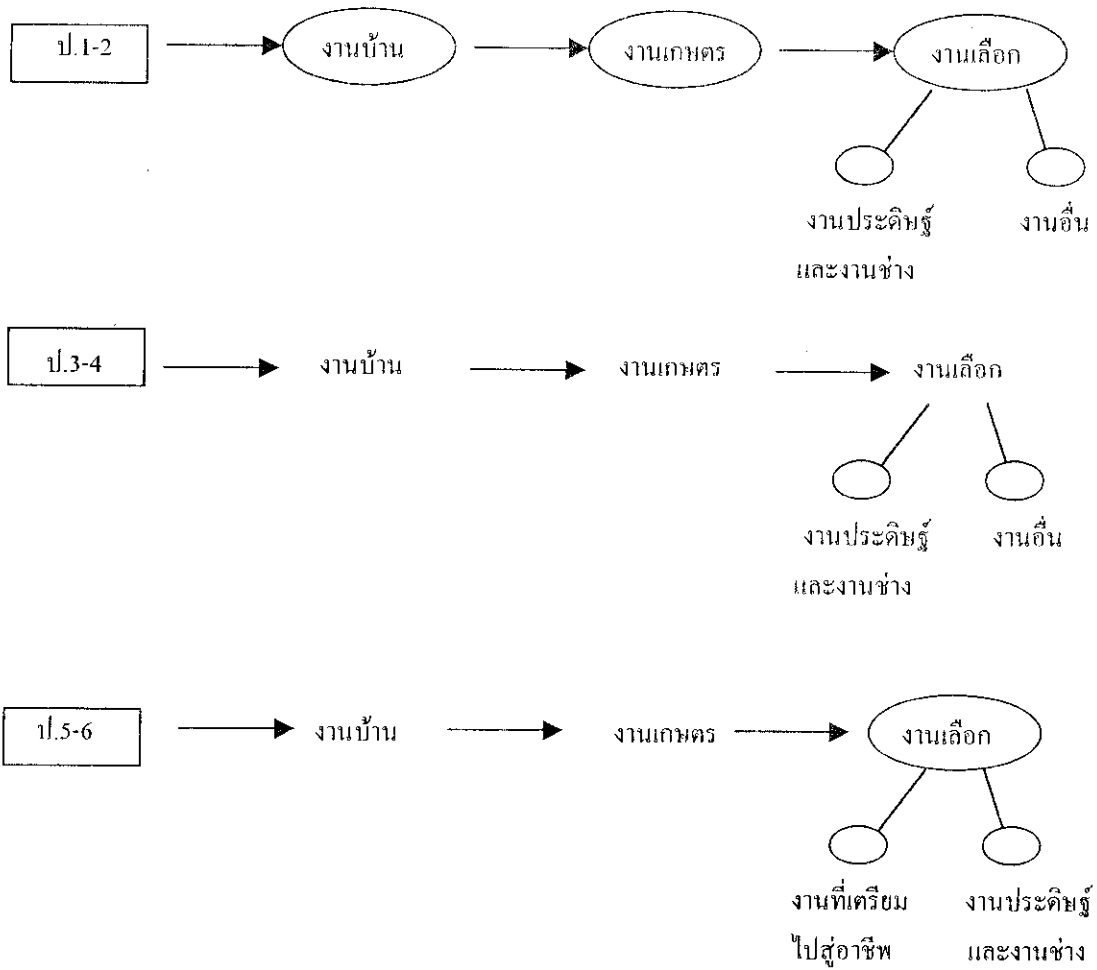 ป.1-2 งานบ้าน งานเกษตร งานเลือก
งานประดิษฐ์ งานอื่น
และงานช่าง
ป.3-4 งานบ้าน งานเกษตร งานเลือก
งานประดิษฐ์ งานอื่น
และงานช่าง
ป.5-6 งานบ้าน งานเกษตร งานเลือก
งานที่เตรียม งานประดิษฐ์
ไปสู่อาชีพ และงานช่าง